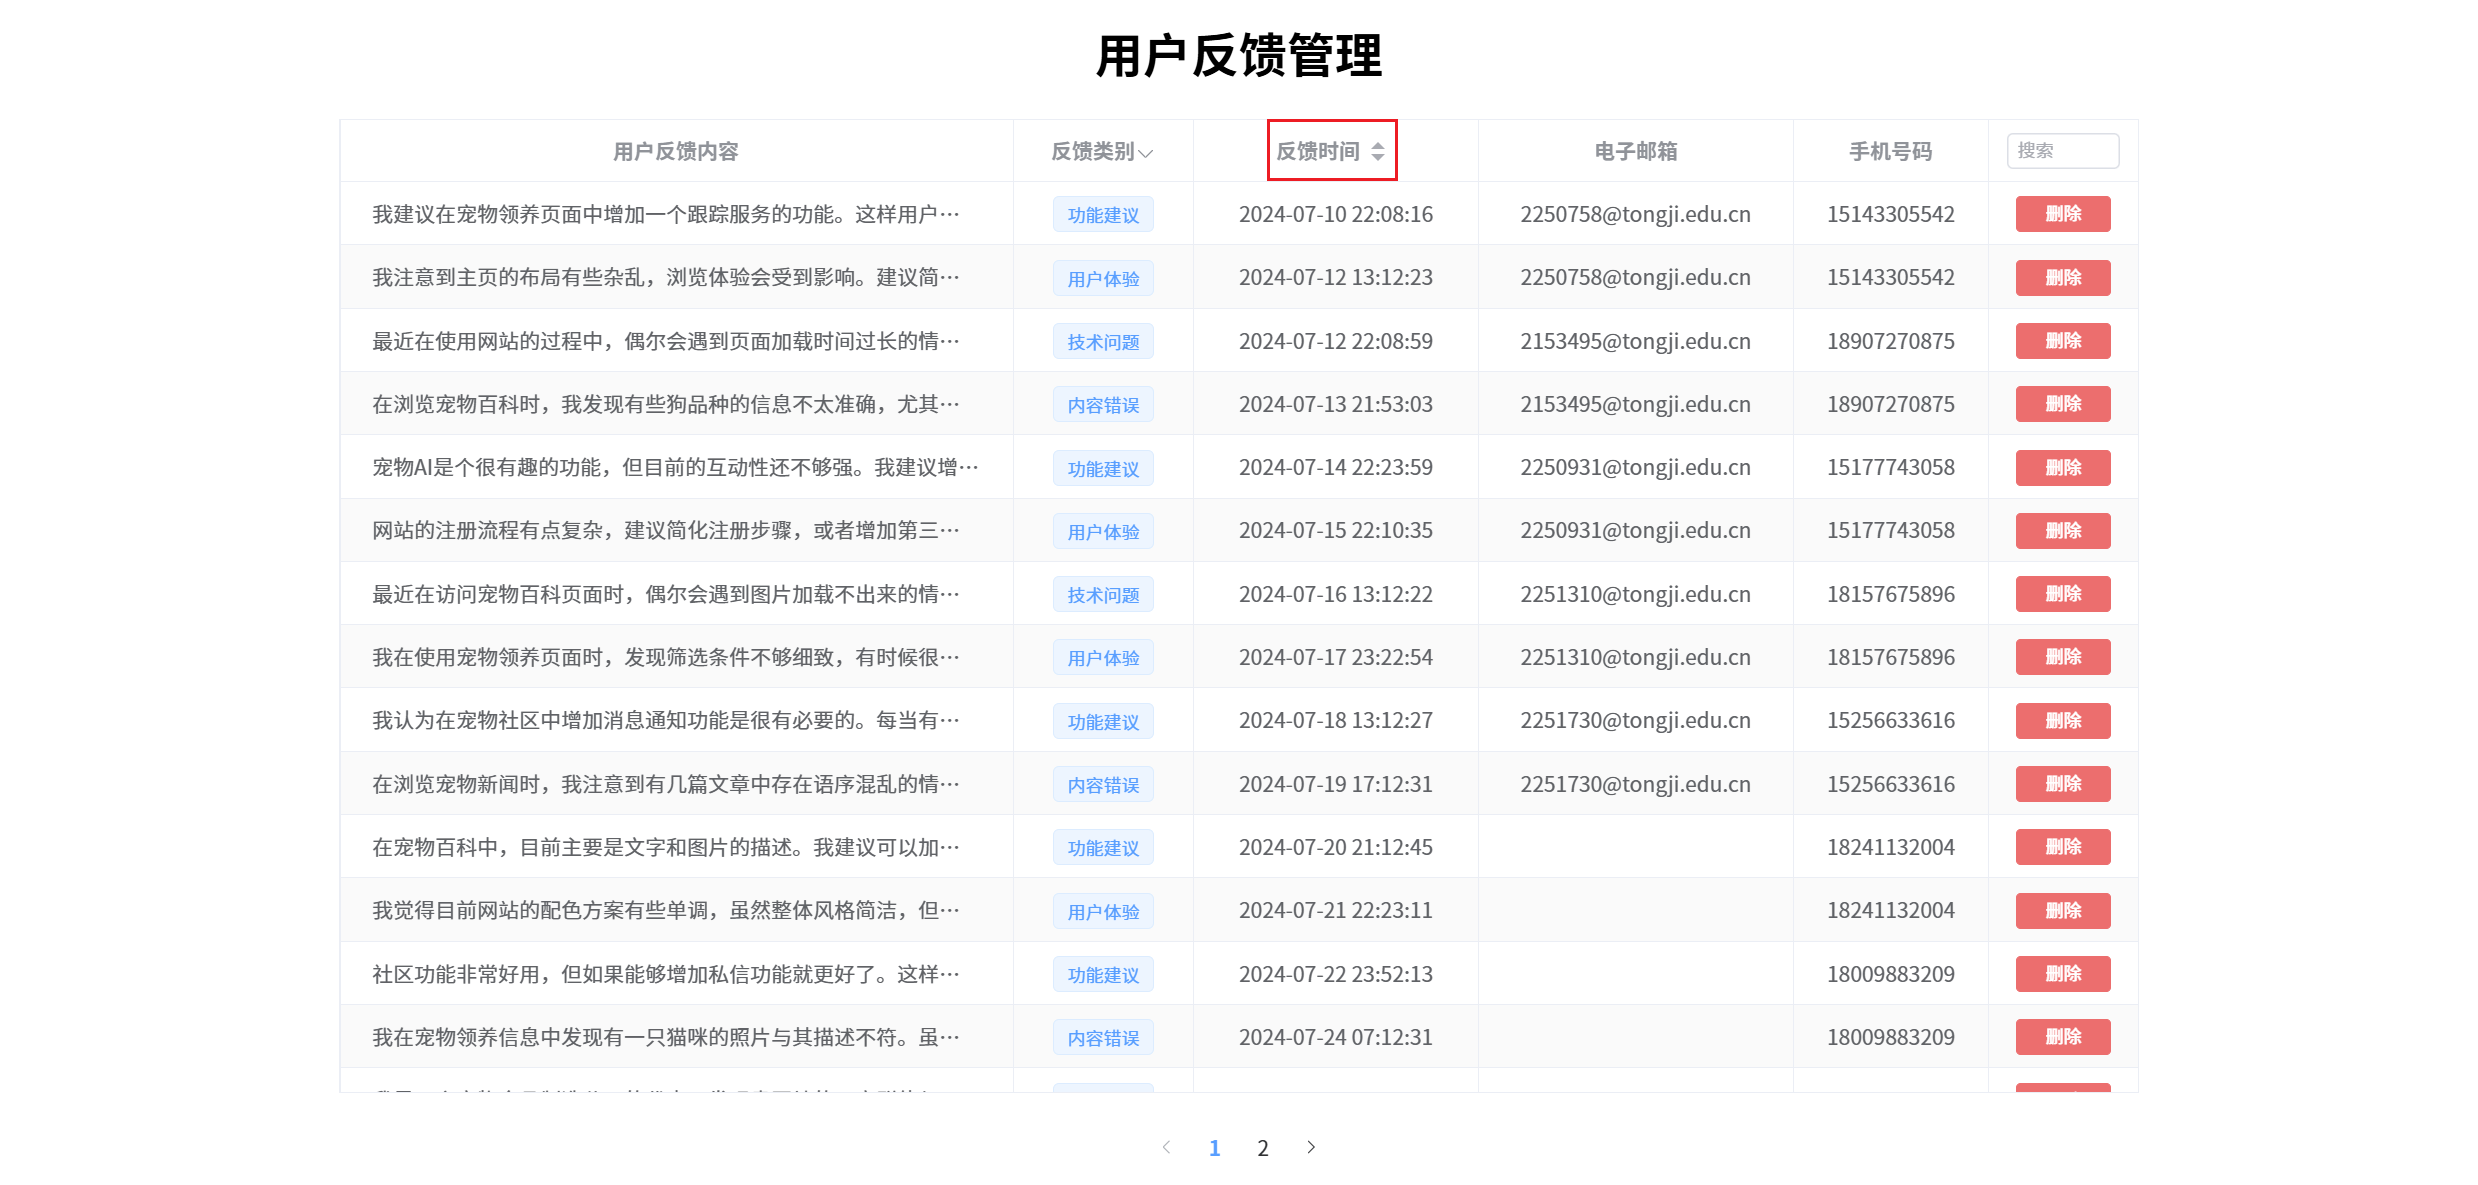 用户反馈管理
用户反馈内容 反馈类别 反馈时间 电子邮箱 手机号码 搜索
我建议在宠物领养页面中增加一个跟踪服务的功能。这样用户… 功能建议 2024-07-10 22:08:16 2250758@tongji.edu.cn 15143305542 删除
我注意到主页的布局有些杂乱，浏览体验会受到影响。建议简… 用户体验 2024-07-12 13:12:23 2250758@tongji.edu.cn 15143305542 删除
最近在使用网站的过程中，偶尔会遇到页面加载时间过长的情… 技术问题 2024-07-12 22:08:59 2153495@tongji.edu.cn 18907270875 删除
在浏览宠物百科时，我发现有些狗品种的信息不太准确，尤其… 内容错误 2024-07-13 21:53:03 2153495@tongji.edu.cn 18907270875 删除
宠物AI是个很有趣的功能，但目前的互动性还不够强。我建议增… 功能建议 2024-07-14 22:23:59 2250931@tongji.edu.cn 15177743058 删除
网站的注册流程有点复杂，建议简化注册步骤，或者增加第三… 用户体验 2024-07-15 22:10:35 2250931@tongji.edu.cn 15177743058 删除
最近在访问宠物百科页面时，偶尔会遇到图片加载不出来的情… 技术问题 2024-07-16 13:12:22 2251310@tongji.edu.cn 18157675896 删除
我在使用宠物领养页面时，发现筛选条件不够细致，有时候很… 用户体验 2024-07-17 23:22:54 2251310@tongji.edu.cn 18157675896 删除
我认为在宠物社区中增加消息通知功能是很有必要的。每当有… 功能建议 2024-07-18 13:12:27 2251730@tongji.edu.cn 15256633616 删除
在浏览宠物新闻时，我注意到有几篇文章中存在语序混乱的情… 内容错误 2024-07-19 17:12:31 2251730@tongji.edu.cn 15256633616 删除
在宠物百科中，目前主要是文字和图片的描述。我建议可以加… 功能建议 2024-07-20 21:12:45 18241132004 删除
我觉得目前网站的配色方案有些单调，虽然整体风格简洁，但… 用户体验 2024-07-21 22:23:11 18241132004 删除
社区功能非常好用，但如果能够增加私信功能就更好了。这样… 功能建议 2024-07-22 23:52:13 18009883209 删除
我在宠物领养信息中发现有一只猫咪的照片与其描述不符。虽… 内容错误 2024-07-24 07:12:31 18009883209 删除
1 2